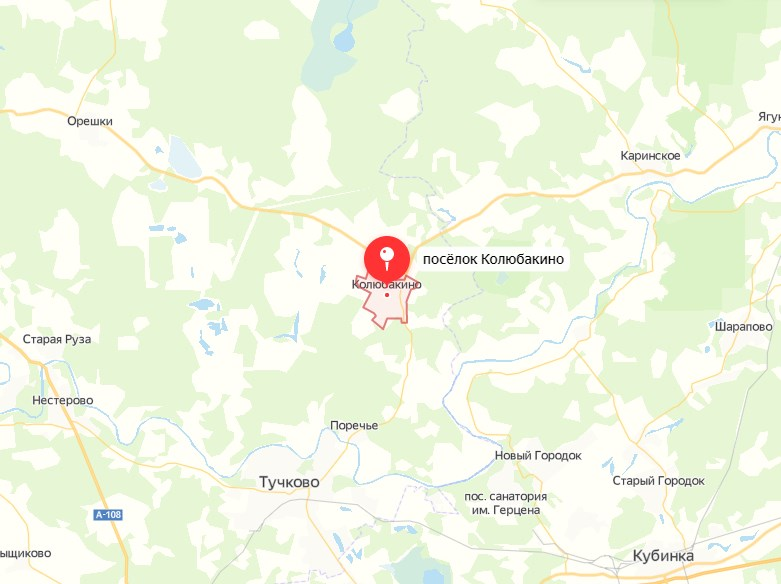 Орешки
Ягун
Каринское
посёлок Колюбакино
Колюбакино
Шарапово
Старая Руза
Нестерово
Поречье
Новый Городок
Тучково
Старый Городок
пос. санатория
им. Герцена
А-108
ыщиково
Кубинка